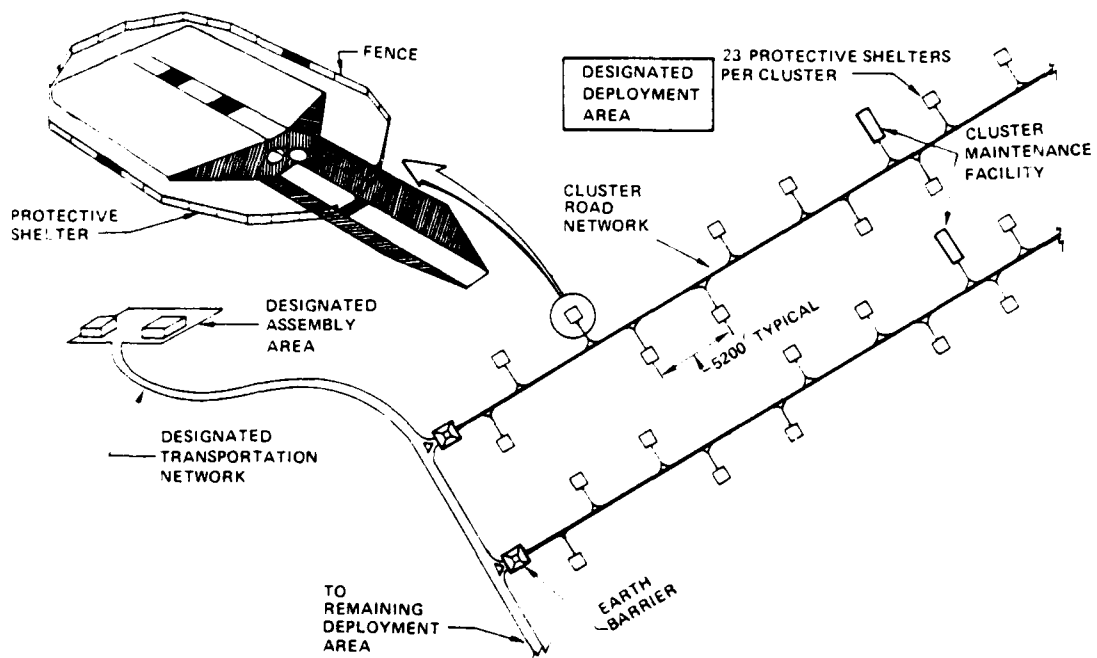 FENCE
PROTECTIVE
SHELTER
DESIGNATED
DEPLOYMENT
AREA
23 PROTECTIVE SHELTERS
PER CLUSTER
CLUSTER
MAINTENANCE
FACILITY
CLUSTER
ROAD
NETWORK
DESIGNATED
ASSEMBLY
AREA
5200' TYPICAL
DESIGNATED
TRANSPORTATION
NETWORK
TO
REMAINING
DEPLOYMENT
AREA
EARTH
BARRIER